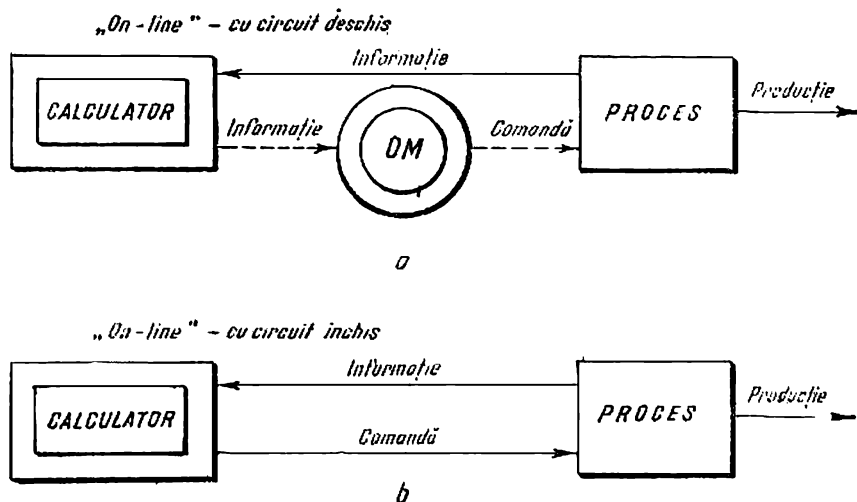 „On-line” – cu circuit deschis
Informație
CALCULATOR
Informație
OM
Comandă
PROCES
Producție
a
„On-line” – cu circuit inchis
Informație
CALCULATOR
Comandă
PROCES
Producție
b